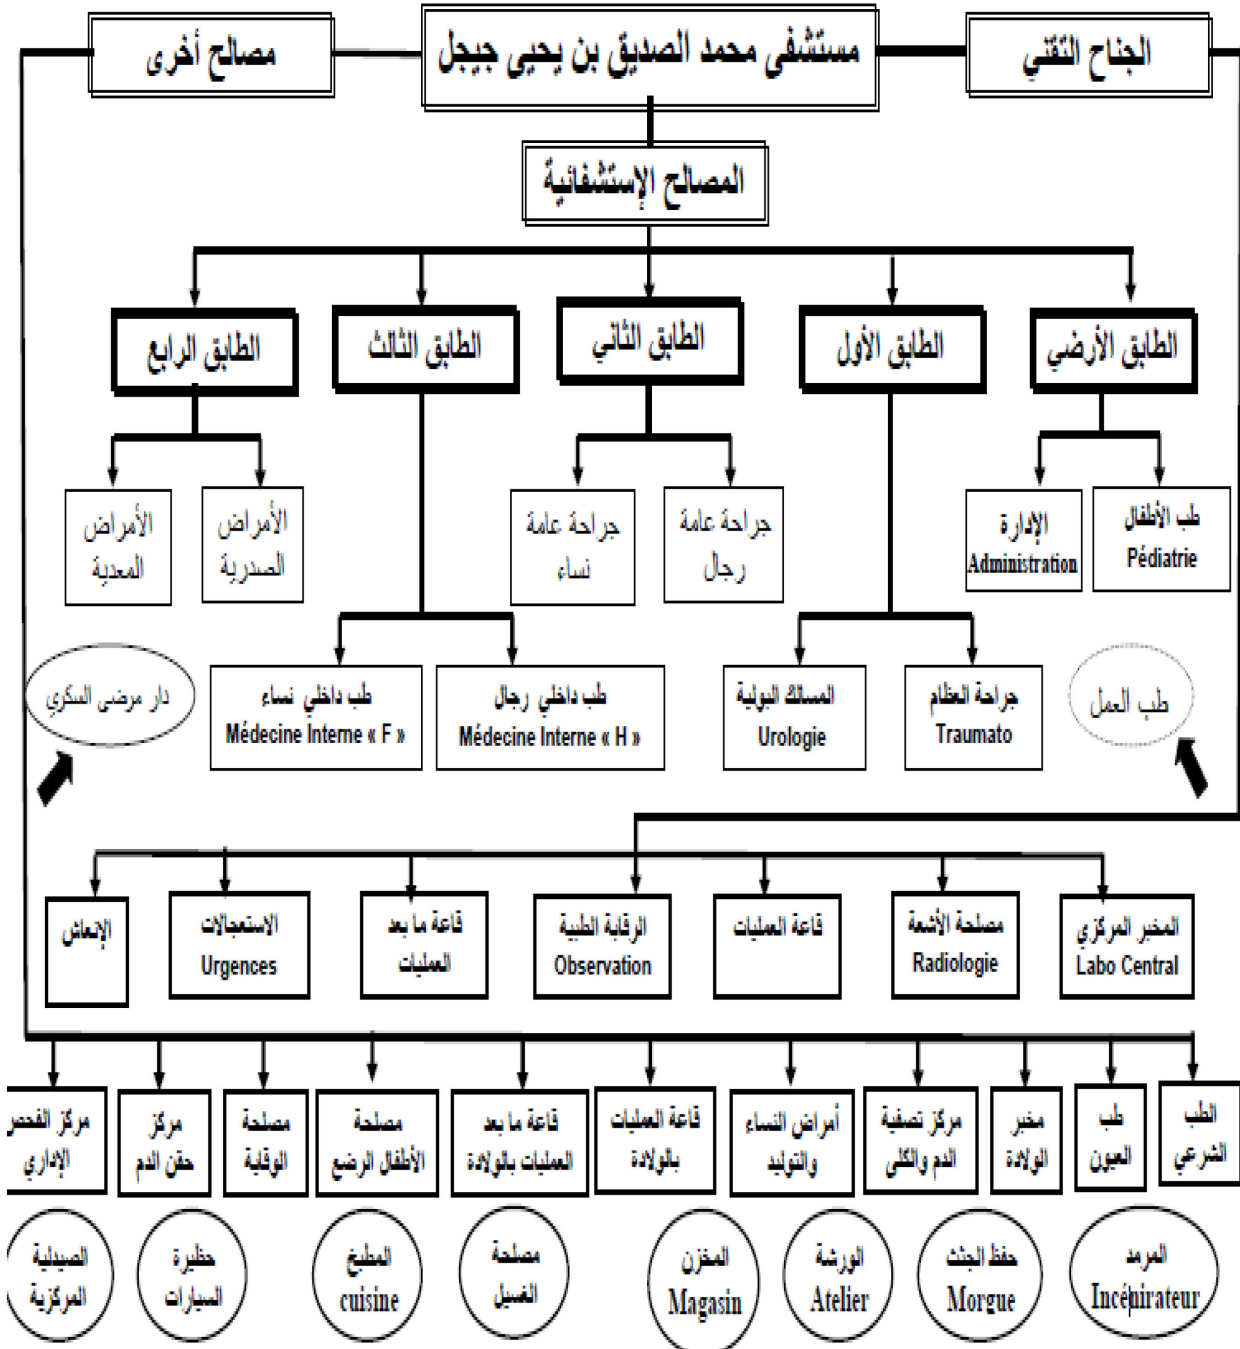 الجناح التقني
مستشفى محمد الصديق بن يحيى جيجل
مصالح أخرى
المصالح الإستشفائية
الطابق الأرضي
الطابق الأول
الطابق الثاني
الطابق الثالث
الطابق الرابع
طب الأطفال
Pédiatrie
الإدارة
Administration
جراحة عامة
رجال
جراحة عامة
نساء
الأمراض
الصدرية
الأمراض
المعدية
طب العمل
جراحة العظام
Traumato
المسالك البولية
Urologie
طب داخلي رجال
Médecine Interne « H »
طب داخلي نساء
Médecine Interne « F »
دار مرضى السكري
المخبر المركزي
Labo Central
مصلحة الأشعة
Radiologie
قاعة العمليات
الرقابة الطبية
Observation
قاعة ما بعد
العمليات
الاستعجالات
Urgences
الإنعاش
الطب
الشرعي
طب
العيون
مخبر
الولادة
مركز تصفية
الدم والكلى
أمراض النساء
والتوليد
قاعة العمليات
بالولادة
قاعة ما بعد
العمليات بالولادة
مصلحة
الأطفال الرضع
مصلحة
الوقاية
مركز
حقن الدم
مركز الفحص
الإداري
المرمد
Incénirateur
حفظ الجثث
Morgue
الورشة
Atelier
المخزن
Magasin
مصلحة
الغسيل
المطبخ
cuisine
حظيرة
السيارات
الصيدلية
المركزية